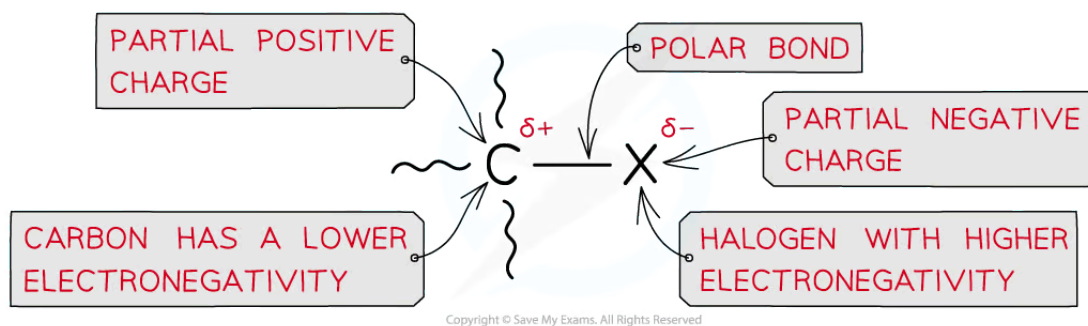 PARTIAL POSITIVE
CHARGE
POLAR BOND
δ+
δ−
C
X
PARTIAL NEGATIVE
CHARGE
CARBON HAS A LOWER
ELECTRONEGATIVITY
HALOGEN WITH HIGHER
ELECTRONEGATIVITY
Copyright © Save My Exams. All Rights Reserved